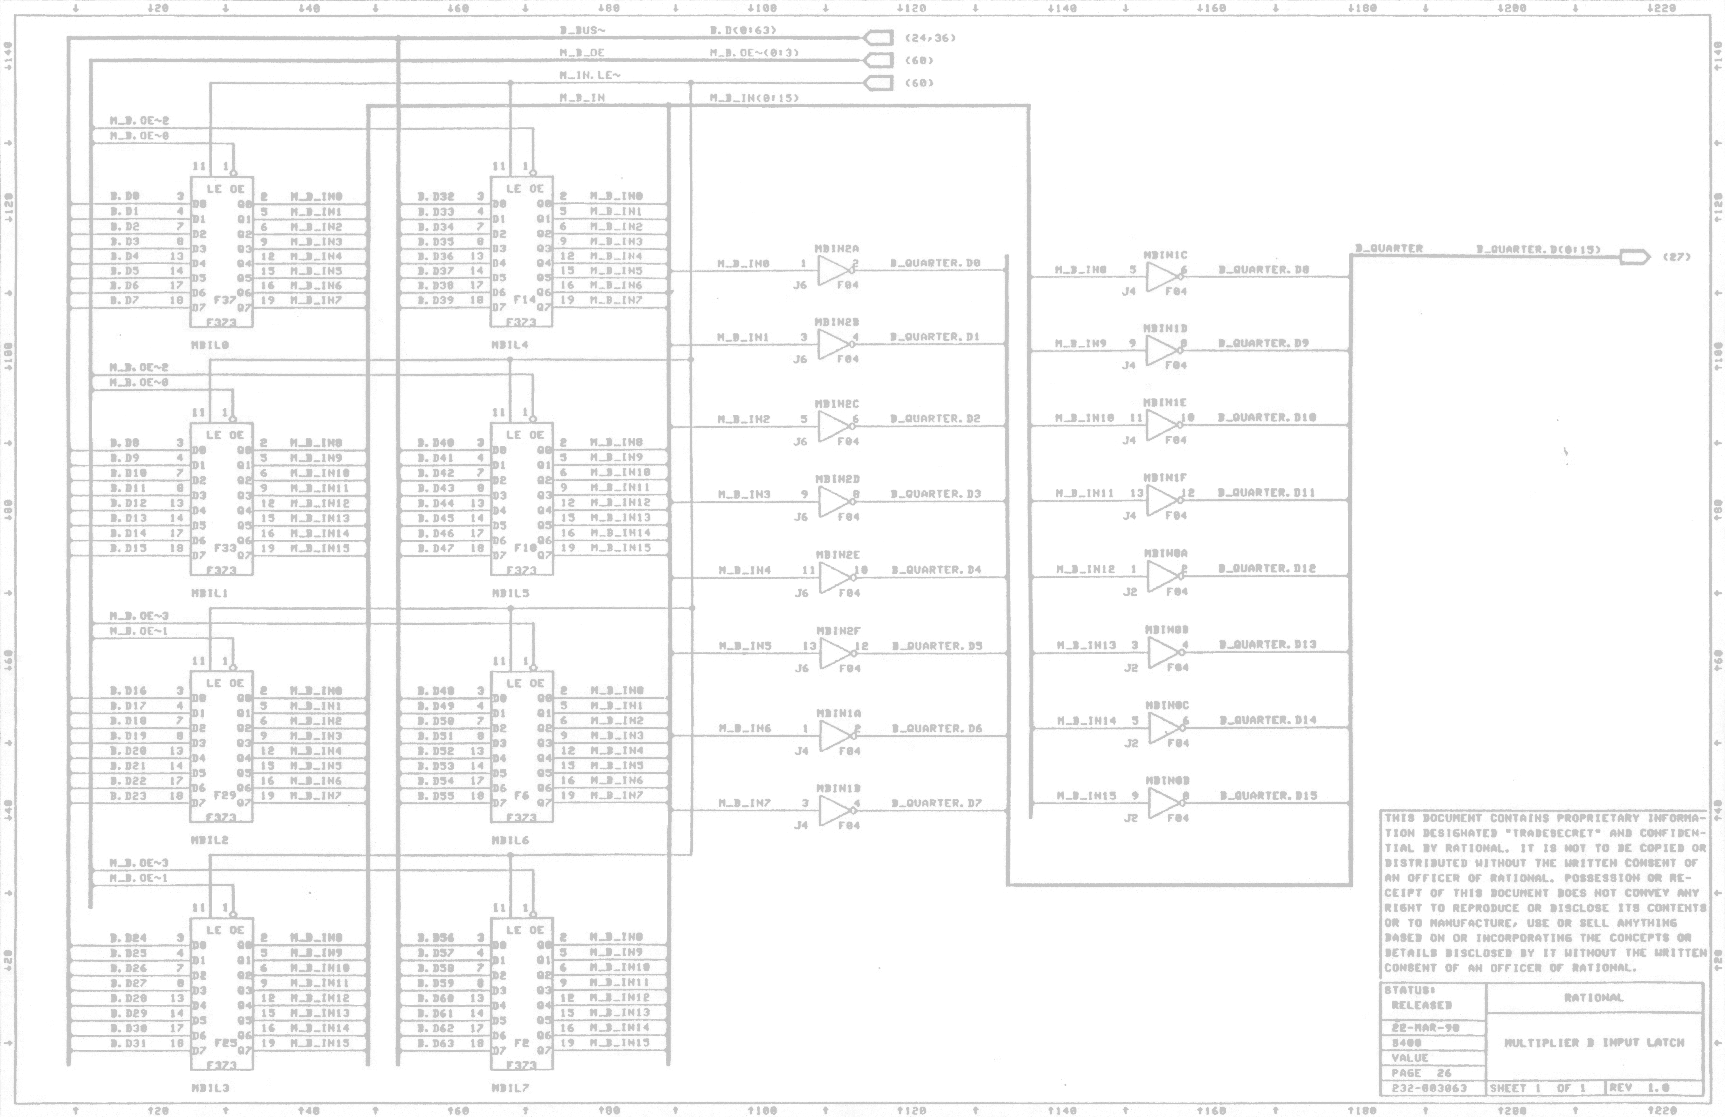 B_BUS~ B.D(0:63) (24,36)
M_B_OE M_B.OE~(0:3) (60)
M_IN.LE~ (60)
M_B_IN M_B_IN(0:15)
M_B.OE~2
M_B.OE~0
11 1 LE OE
B.D0 3 D0 Q0 2 M_B_IN0
B.D1 4 D1 Q1 5 M_B_IN1
B.D2 7 D2 Q2 6 M_B_IN2
B.D3 8 D3 Q3 9 M_B_IN3
B.D4 13 D4 Q4 12 M_B_IN4
B.D5 14 D5 Q5 15 M_B_IN5
B.D6 17 D6 Q6 16 M_B_IN6
B.D7 18 D7 F37 Q7 19 M_B_IN7
F373
MBIL0
11 1 LE OE
B.D32 3 D0 Q0 2 M_B_IN0
B.D33 4 D1 Q1 5 M_B_IN1
B.D34 7 D2 Q2 6 M_B_IN2
B.D35 8 D3 Q3 9 M_B_IN3
B.D36 13 D4 Q4 12 M_B_IN4
B.D37 14 D5 Q5 15 M_B_IN5
B.D38 17 D6 Q6 16 M_B_IN6
B.D39 18 D7 F14 Q7 19 M_B_IN7
F373
MBIL4
M_B.OE~2
M_B.OE~0
11 1 LE OE
B.D8 3 D0 Q0 2 M_B_IN8
B.D9 4 D1 Q1 5 M_B_IN9
B.D10 7 D2 Q2 6 M_B_IN10
B.D11 8 D3 Q3 9 M_B_IN11
B.D12 13 D4 Q4 12 M_B_IN12
B.D13 14 D5 Q5 15 M_B_IN13
B.D14 17 D6 Q6 16 M_B_IN14
B.D15 18 D7 F33 Q7 19 M_B_IN15
F373
MBIL1
11 1 LE OE
B.D40 3 D0 Q0 2 M_B_IN8
B.D41 4 D1 Q1 5 M_B_IN9
B.D42 7 D2 Q2 6 M_B_IN10
B.D43 8 D3 Q3 9 M_B_IN11
B.D44 13 D4 Q4 12 M_B_IN12
B.D45 14 D5 Q5 15 M_B_IN13
B.D46 17 D6 Q6 16 M_B_IN14
B.D47 18 D7 F10 Q7 19 M_B_IN15
F373
MBIL5
M_B.OE~3
M_B.OE~1
11 1 LE OE
B.D16 3 D0 Q0 2 M_B_IN0
B.D17 4 D1 Q1 5 M_B_IN1
B.D18 7 D2 Q2 6 M_B_IN2
B.D19 8 D3 Q3 9 M_B_IN3
B.D20 13 D4 Q4 12 M_B_IN4
B.D21 14 D5 Q5 15 M_B_IN5
B.D22 17 D6 Q6 16 M_B_IN6
B.D23 18 D7 F29 Q7 19 M_B_IN7
F373
MBIL2
11 1 LE OE
B.D48 3 D0 Q0 2 M_B_IN0
B.D49 4 D1 Q1 5 M_B_IN1
B.D50 7 D2 Q2 6 M_B_IN2
B.D51 8 D3 Q3 9 M_B_IN3
B.D52 13 D4 Q4 12 M_B_IN4
B.D53 14 D5 Q5 15 M_B_IN5
B.D54 17 D6 Q6 16 M_B_IN6
B.D55 18 D7 F6 Q7 19 M_B_IN7
F373
MBIL6
M_B.OE~3
M_B.OE~1
11 1 LE OE
B.D24 3 D0 Q0 2 M_B_IN8
B.D25 4 D1 Q1 5 M_B_IN9
B.D26 7 D2 Q2 6 M_B_IN10
B.D27 8 D3 Q3 9 M_B_IN11
B.D28 13 D4 Q4 12 M_B_IN12
B.D29 14 D5 Q5 15 M_B_IN13
B.D30 17 D6 Q6 16 M_B_IN14
B.D31 18 D7 F25 Q7 19 M_B_IN15
F373
MBIL3
11 1 LE OE
B.D56 3 D0 Q0 2 M_B_IN8
B.D57 4 D1 Q1 5 M_B_IN9
B.D58 7 D2 Q2 6 M_B_IN10
B.D59 8 D3 Q3 9 M_B_IN11
B.D60 13 D4 Q4 12 M_B_IN12
B.D61 14 D5 Q5 15 M_B_IN13
B.D62 17 D6 Q6 16 M_B_IN14
B.D63 18 D7 F2 Q7 19 M_B_IN15
F373
MBIL7
MBIN2A
M_B_IN0 1 2 B_QUARTER.D0
J6 F04
MBIN2B
M_B_IN1 3 4 B_QUARTER.D1
J6 F04
MBIN2C
M_B_IN2 5 6 B_QUARTER.D2
J6 F04
MBIN2D
M_B_IN3 9 8 B_QUARTER.D3
J6 F04
MBIN2E
M_B_IN4 11 10 B_QUARTER.D4
J6 F04
MBIN2F
M_B_IN5 13 12 B_QUARTER.D5
J6 F04
MBIN1A
M_B_IN6 1 2 B_QUARTER.D6
J4 F04
MBIN1B
M_B_IN7 3 4 B_QUARTER.D7
J4 F04
MBIN1C
M_B_IN8 5 6 B_QUARTER.D8
J4 F04
MBIN1D
M_B_IN9 9 8 B_QUARTER.D9
J4 F04
MBIN1E
M_B_IN10 11 10 B_QUARTER.D10
J4 F04
MBIN1F
M_B_IN11 13 12 B_QUARTER.D11
J4 F04
MBIN0A
M_B_IN12 1 2 B_QUARTER.D12
J2 F04
MBIN0B
M_B_IN13 3 4 B_QUARTER.D13
J2 F04
MBIN0C
M_B_IN14 5 6 B_QUARTER.D14
J2 F04
MBIN0D
M_B_IN15 9 8 B_QUARTER.D15
J2 F04
B_QUARTER B_QUARTER.D(0:15) (27)
THIS DOCUMENT CONTAINS PROPRIETARY INFORMA-
TION DESIGNATED "TRADESECRET" AND CONFIDEN-
TIAL BY RATIONAL. IT IS NOT TO BE COPIED OR
DISTRIBUTED WITHOUT THE WRITTEN CONSENT OF
AN OFFICER OF RATIONAL. POSSESSION OR RE-
CEIPT OF THIS DOCUMENT DOES NOT CONVEY ANY
RIGHT TO REPRODUCE OR DISCLOSE ITS CONTENTS
OR TO MANUFACTURE, USE OR SELL ANYTHING
BASED ON OR INCORPORATING THE CONCEPTS OR
DETAILS DISCLOSED BY IT WITHOUT THE WRITTEN
CONSENT OF AN OFFICER OF RATIONAL.
STATUS:
RELEASED
RATIONAL
22-MAR-90
S400
VALUE
MULTIPLIER B INPUT LATCH
PAGE 26
232-003063 SHEET 1 OF 1 REV 1.0